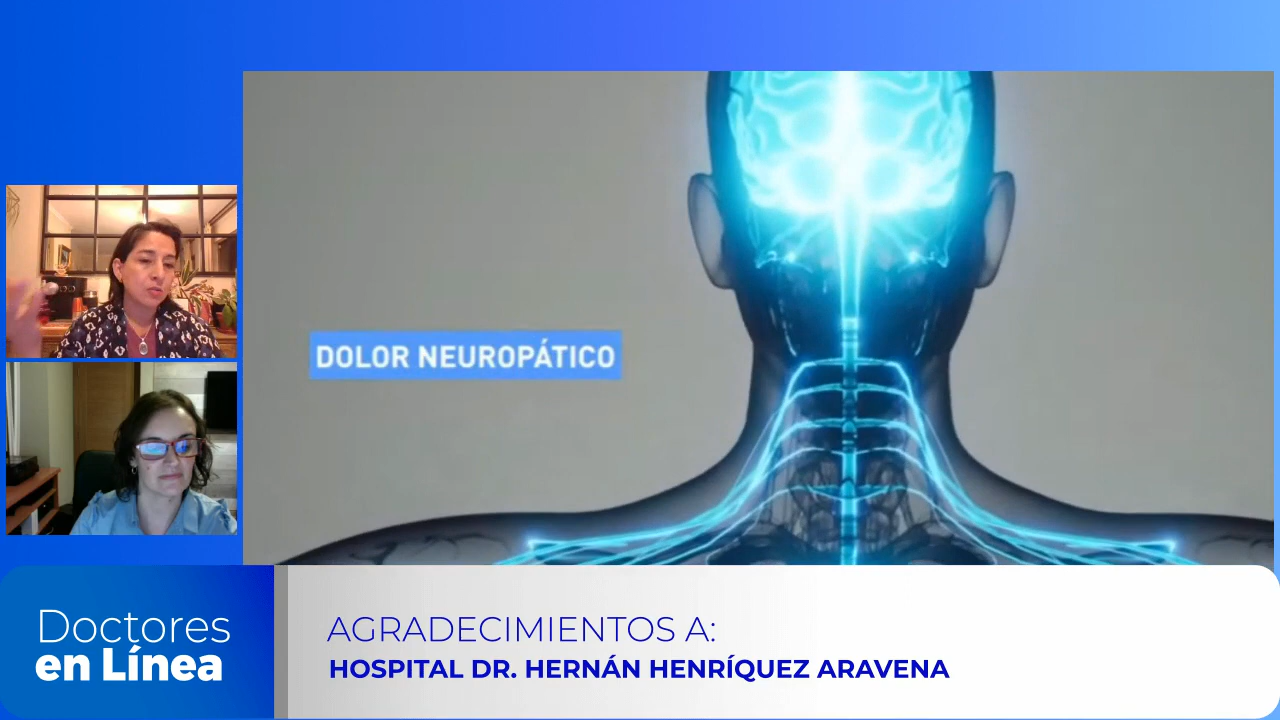 DOLOR NEUROPÁTICO
Doctores
en Línea
AGRADECIMIENTOS A:
HOSPITAL DR. HERNÁN HENRÍQUEZ ARAVENA